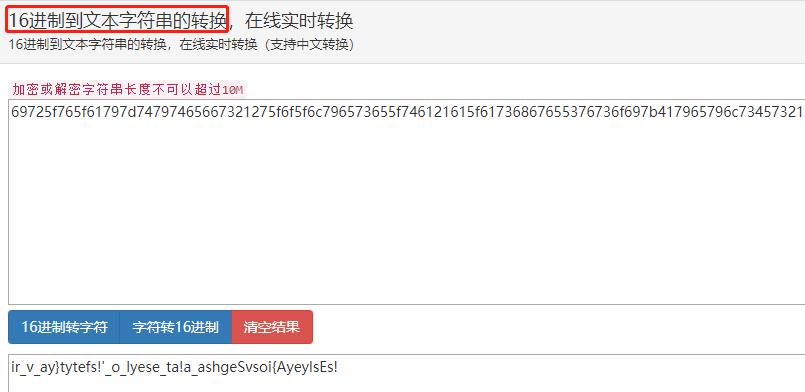 16进制到文本字符串的转换，在线实时转换
16进制到文本字符串的转换，在线实时转换（支持中文转换）
加密或解密字符串长度不可以超过10M
69725f765f61797d74797465667321275f6f5f6c796573655f746121615f61736867655376736f697b417965796c73457321
16进制转字符 字符转16进制 清空结果
ir_v_ay}tytefs!'_o_lyese_ta!a_ashgeSvsoi{AyeylsEs!